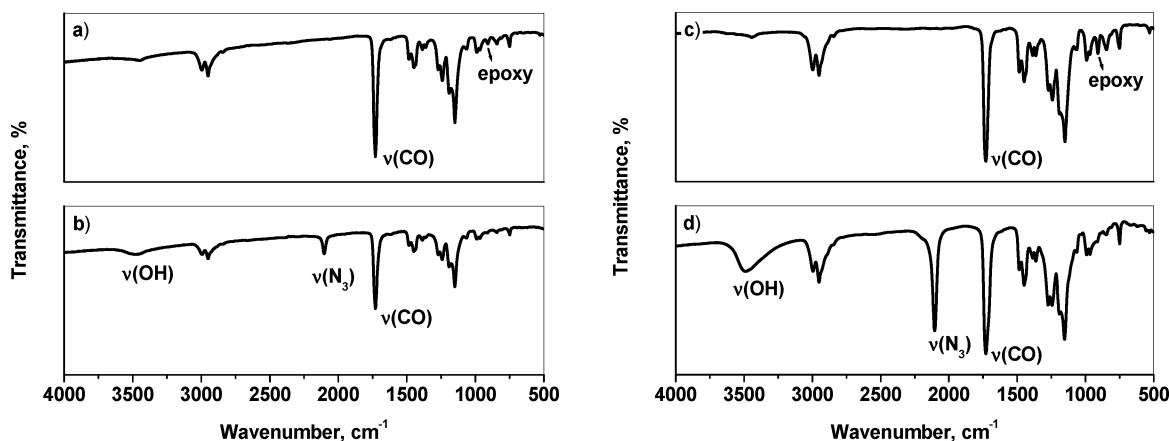 a)
epoxy
ν(CO)
b)
ν(OH)
ν(N₃)
ν(CO)
Transmittance, %
4000 3500 3000 2500 2000 1500 1000 500
Wavenumber, cm⁻¹
c)
epoxy
ν(CO)
d)
ν(OH)
ν(N₃)
ν(CO)
Transmittance, %
4000 3500 3000 2500 2000 1500 1000 500
Wavenumber, cm⁻¹